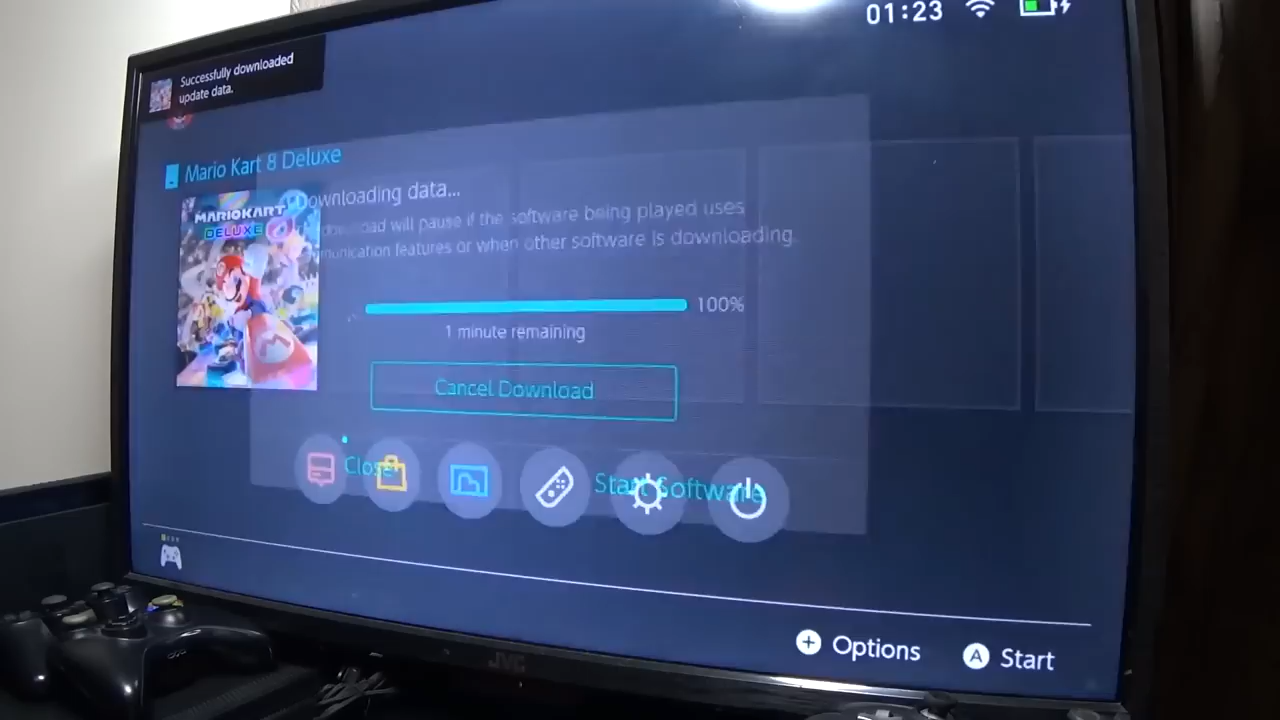 01:23
Successfully downloaded
update data.
Mario Kart 8 Deluxe
MARIOKART
DELUXE
Downloading data...
download will pause if the software being played uses
features or when other software is downloading.
100%
1 minute remaining
Cancel Download
Close
Start Software
+ Options
A Start
JVC